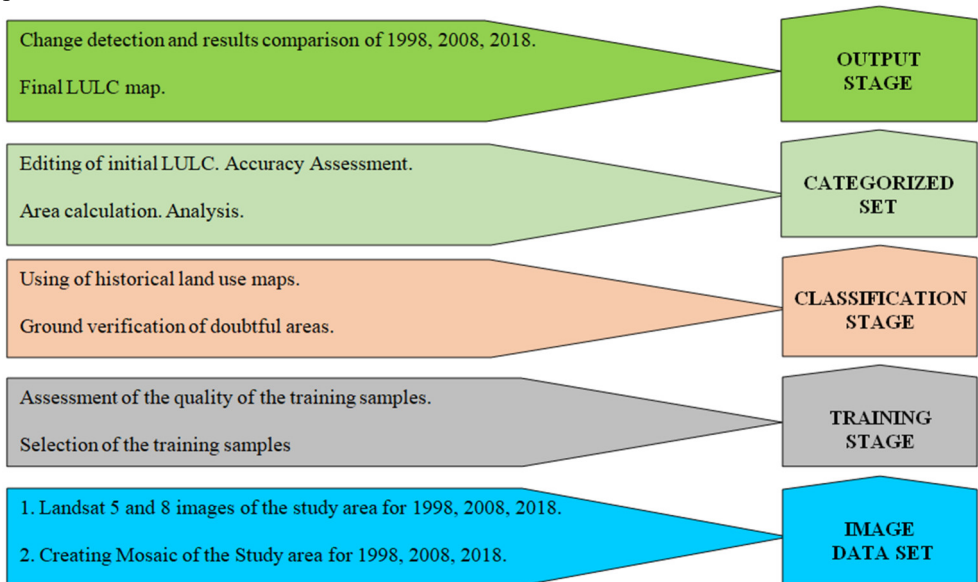 Change detection and results comparison of 1998, 2008, 2018.
Final LULC map.
OUTPUT
STAGE
Editing of initial LULC. Accuracy Assessment.
Area calculation. Analysis.
CATEGORIZED
SET
Using of historical land use maps.
Ground verification of doubtful areas.
CLASSIFICATION
STAGE
Assessment of the quality of the training samples.
Selection of the training samples
TRAINING
STAGE
1. Landsat 5 and 8 images of the study area for 1998, 2008, 2018.
2. Creating Mosaic of the Study area for 1998, 2008, 2018.
IMAGE
DATA SET